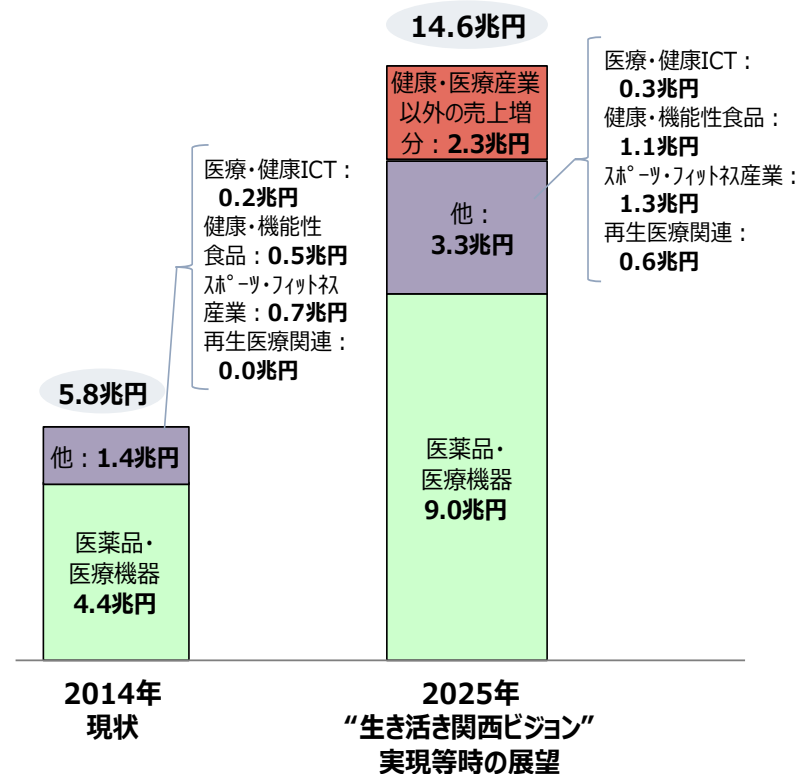 14.6兆円
健康・医療産業
以外の売上増
分：2.3兆円
他：
3.3兆円
医薬品・
医療機器
9.0兆円
医療・健康ICT：
0.3兆円
健康・機能性食品：
1.1兆円
ｽﾎﾟｰﾂ・ﾌｨｯﾄﾈｽ産業：
1.3兆円
再生医療関連：
0.6兆円
医療・健康ICT：
0.2兆円
健康・機能性
食品：0.5兆円
ｽﾎﾟｰﾂ・ﾌｨｯﾄﾈｽ
産業：0.7兆円
再生医療関連：
0.0兆円
5.8兆円
他：1.4兆円
医薬品・
医療機器
4.4兆円
2014年
現状
2025年
“生き活き関西ビジョン”
実現等時の展望